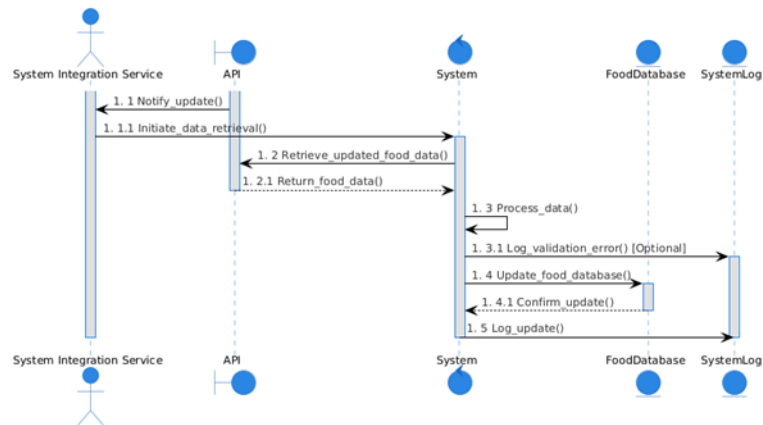 System Integration Service
API
System
FoodDatabase
SystemLog
1. 1 Notify_update()
1. 1.1 Initiate_data_retrieval()
1. 2 Retrieve_updated_food_data()
1. 2.1 Return_food_data()
1. 3 Process_data()
1. 3.1 Log_validation_error() [Optional]
1. 4 Update_food_database()
1. 4.1 Confirm_update()
1. 5 Log_update()
System Integration Service
API
System
FoodDatabase
SystemLog